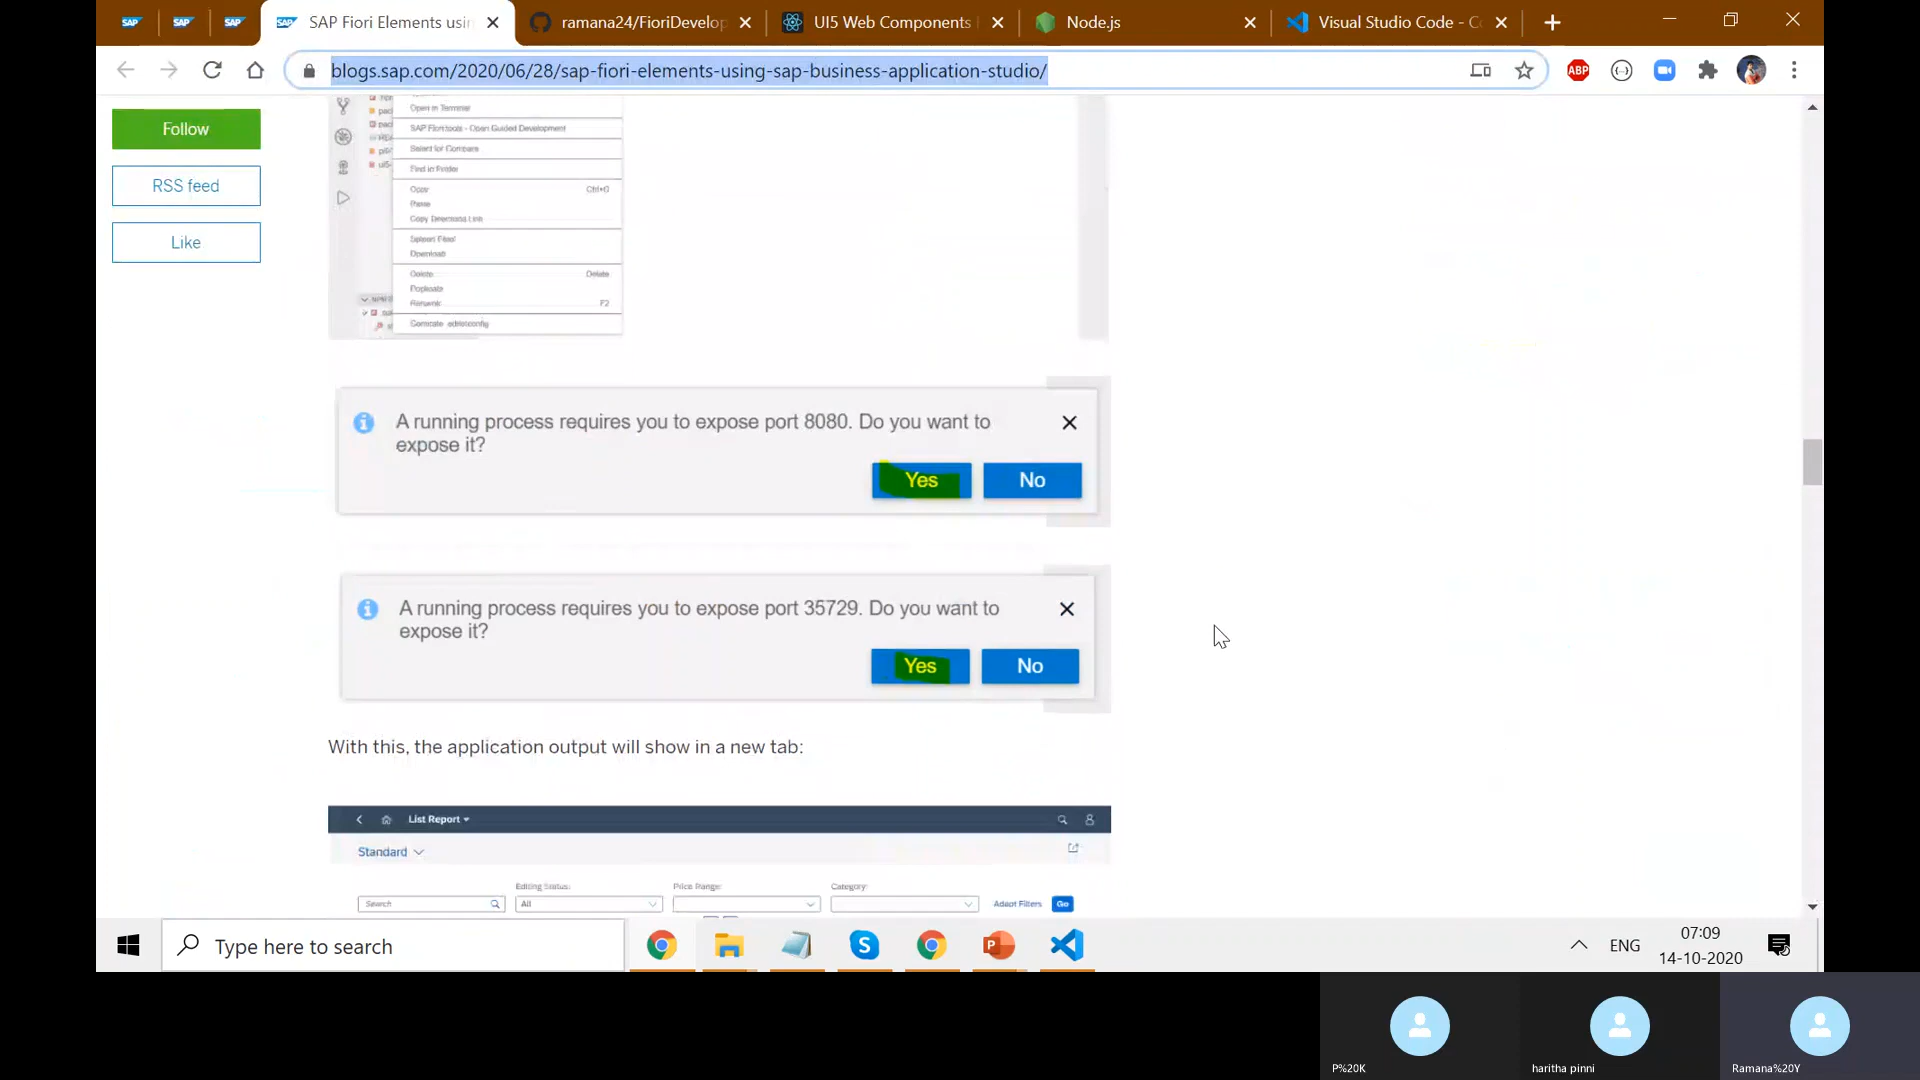 SAP Fiori Elements usin
ramana24/FioriDevelop
UI5 Web Components
Node.js
Visual Studio Code - C
blogs.sap.com/2020/06/28/sap-fiori-elements-using-sap-business-application-studio/
ABP
Follow
RSS feed
Like
Open in Terminal
SAP Fiori tools - Open Guided Development
Select for Compare
Find in Folder
Copy Ctrl+C
Paste
Copy Download Link
Upload Files
Download
Delete Delete
Duplicate
Rename F2
Generate .editorconfig
A running process requires you to expose port 8080. Do you want to
expose it?
Yes No
A running process requires you to expose port 35729. Do you want to
expose it?
Yes No
With this, the application output will show in a new tab:
List Report
Standard
Editing Status: Price Range: Category:
Search All Adapt Filters Go
Type here to search
ENG
07:09
14-10-2020
P%20K
haritha pinni
Ramana%20Y